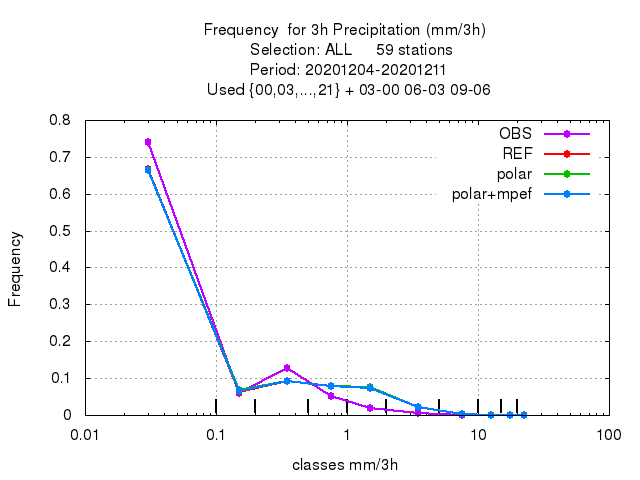 Frequency  for 3h Precipitation (mm/3h)
Selection: ALL     59 stations
Period: 20201204-20201211
Used {00,03,...,21} + 03-00 06-03 09-06
OBS
REF
polar
polar+mpef
Frequency
0.8
0.7
0.6
0.5
0.4
0.3
0.2
0.1
0
0.01 0.1 1 10 100
classes mm/3h